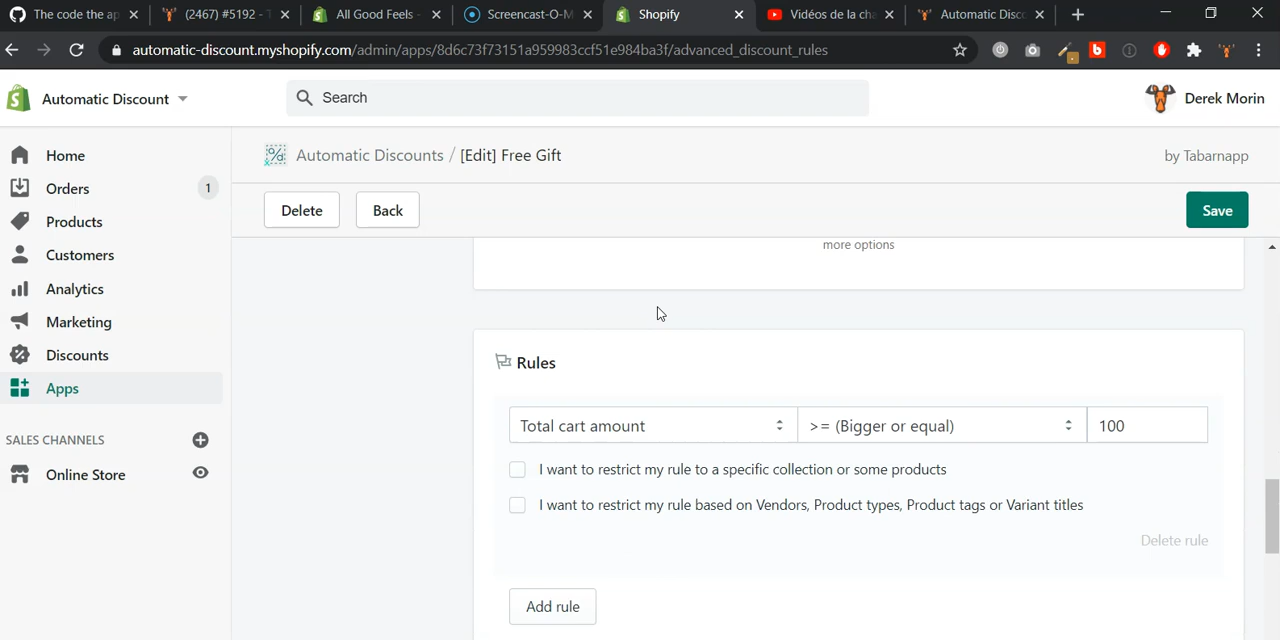 The code the ap
(2467) #5192 - T
All Good Feels -
Screencast-O-M
Shopify
Vidéos de la cha
Automatic Disco
automatic-discount.myshopify.com/admin/apps/8d6c73f73151a959983ccf51e984ba3f/advanced_discount_rules
Automatic Discount
Search
Derek Morin
Home
Orders 1
Products
Customers
Analytics
Marketing
Discounts
Apps
SALES CHANNELS
Online Store
Automatic Discounts / [Edit] Free Gift
by Tabarnapp
Delete
Back
Save
more options
Rules
Total cart amount
>= (Bigger or equal)
100
I want to restrict my rule to a specific collection or some products
I want to restrict my rule based on Vendors, Product types, Product tags or Variant titles
Delete rule
Add rule